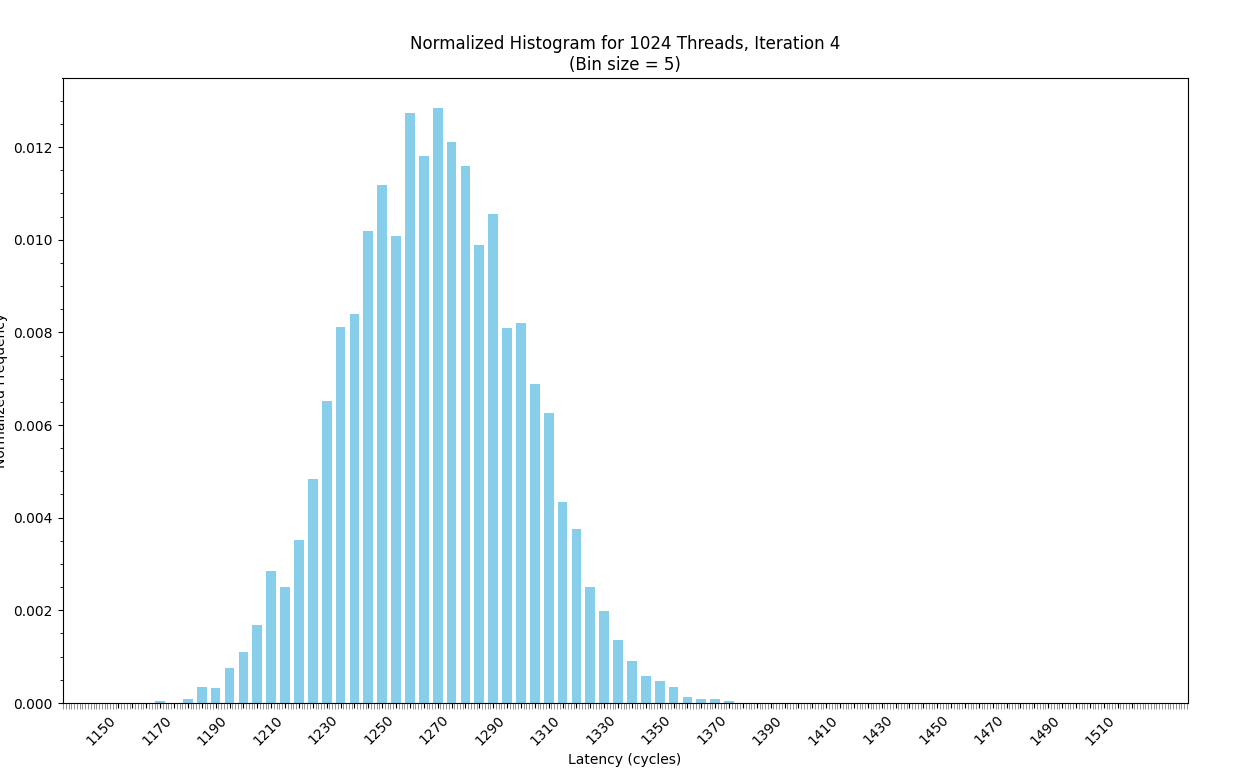 Normalized Histogram for 1024 Threads, Iteration 4
(Bin size = 5)
Normalized Frequency
0.012
0.010
0.008
0.006
0.004
0.002
0.000
1150 1170 1190 1210 1230 1250 1270 1290 1310 1330 1350 1370 1390 1410 1430 1450 1470 1490 1510
Latency (cycles)